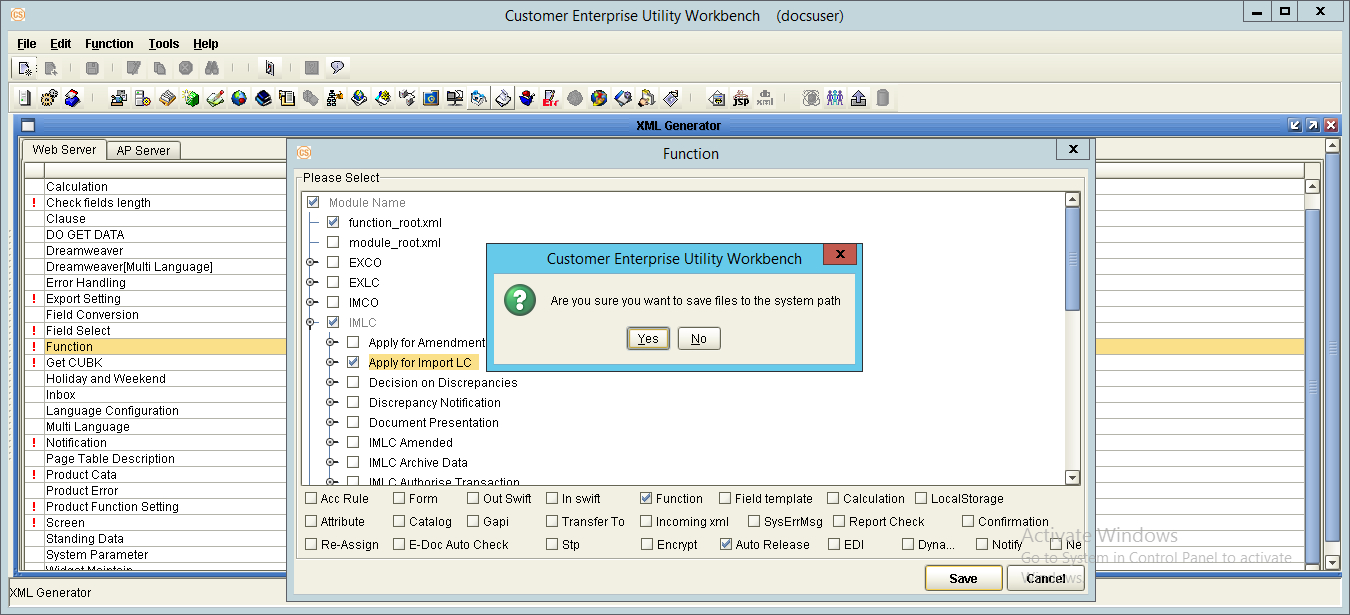 Customer Enterprise Utility Workbench (docsuser)
File Edit Function Tools Help
XML Generator
Web Server AP Server
Calculation
! Check fields length
Clause
DO GET DATA
Dreamweaver
Dreamweaver[Multi Language]
Error Handling
! Export Setting
Field Conversion
! Field Select
! Function
! Get CUBK
Holiday and Weekend
Inbox
Language Configuration
Multi Language
! Notification
Page Table Description
! Product Cata
Product Error
! Product Function Setting
! Screen
Standing Data
System Parameter
Widget Maintain
Function
Please Select
Module Name
function_root.xml
module_root.xml
EXCO
EXLC
IMCO
IMLC
Apply for Amendment
Apply for Import LC
Decision on Discrepancies
Discrepancy Notification
Document Presentation
IMLC Amended
IMLC Archive Data
IMLC Authorise Transaction
Customer Enterprise Utility Workbench
Are you sure you want to save files to the system path
Yes No
Acc Rule Form Out Swift In swift Function Field template Calculation LocalStorage
Attribute Catalog Gapi Transfer To Incoming xml SysErrMsg Report Check Confirmation
Re-Assign E-Doc Auto Check Stp Encrypt Auto Release EDI Dyna... Notify Ne
Save Cancel
Activate Windows
Go to System in Control Panel to activate
Windows.
XML Generator